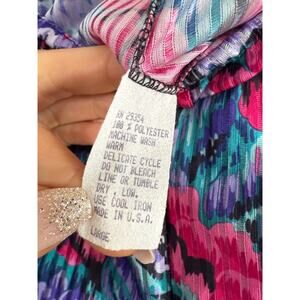 RN 29354
100 % POLYESTER
MACHINE WASH
WARM
DELICATE CYCLE
DO NOT BLEACH
LINE OR TUMBLE
DRY , LOW.
USE COOL IRON
MADE IN U.S.A.
LARGE